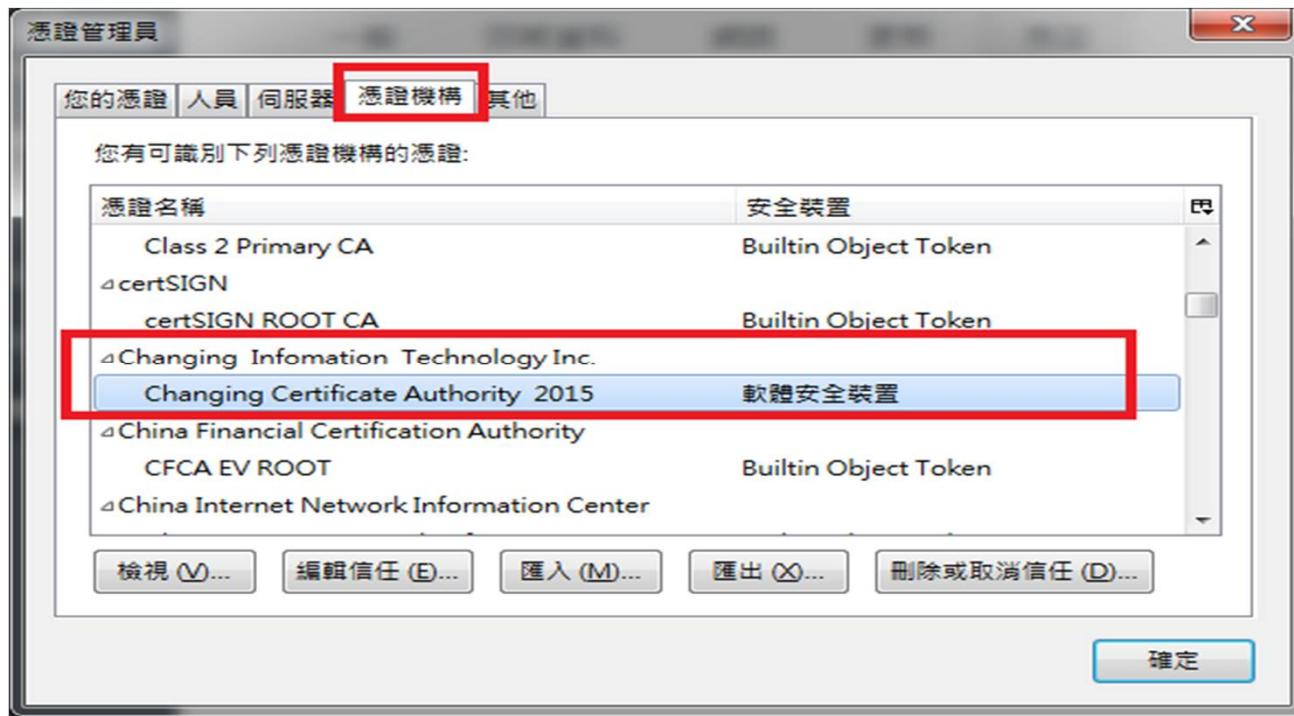 憑證管理員
您的憑證 人員 伺服器 憑證機構 其他
您有可識別下列憑證機構的憑證:
憑證名稱 安全裝置
Class 2 Primary CA Builtin Object Token
certSIGN
certSIGN ROOT CA Builtin Object Token
Changing Infomation Technology Inc.
Changing Certificate Authority 2015 軟體安全裝置
China Financial Certification Authority
CFCA EV ROOT Builtin Object Token
China Internet Network Information Center
檢視 (V)... 編輯信任 (E)... 匯入 (M)... 匯出 (X)... 刪除或取消信任 (D)...
確定